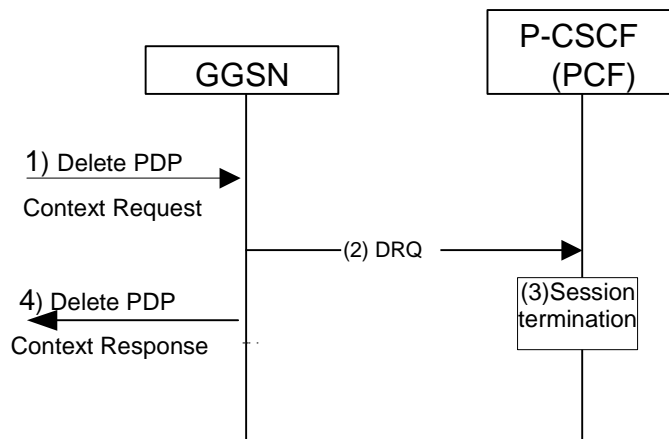 GGSN
P-CSCF
(PCF)
1) Delete PDP
Context Request
(2) DRQ
4) Delete PDP
Context Response
(3)Session
termination